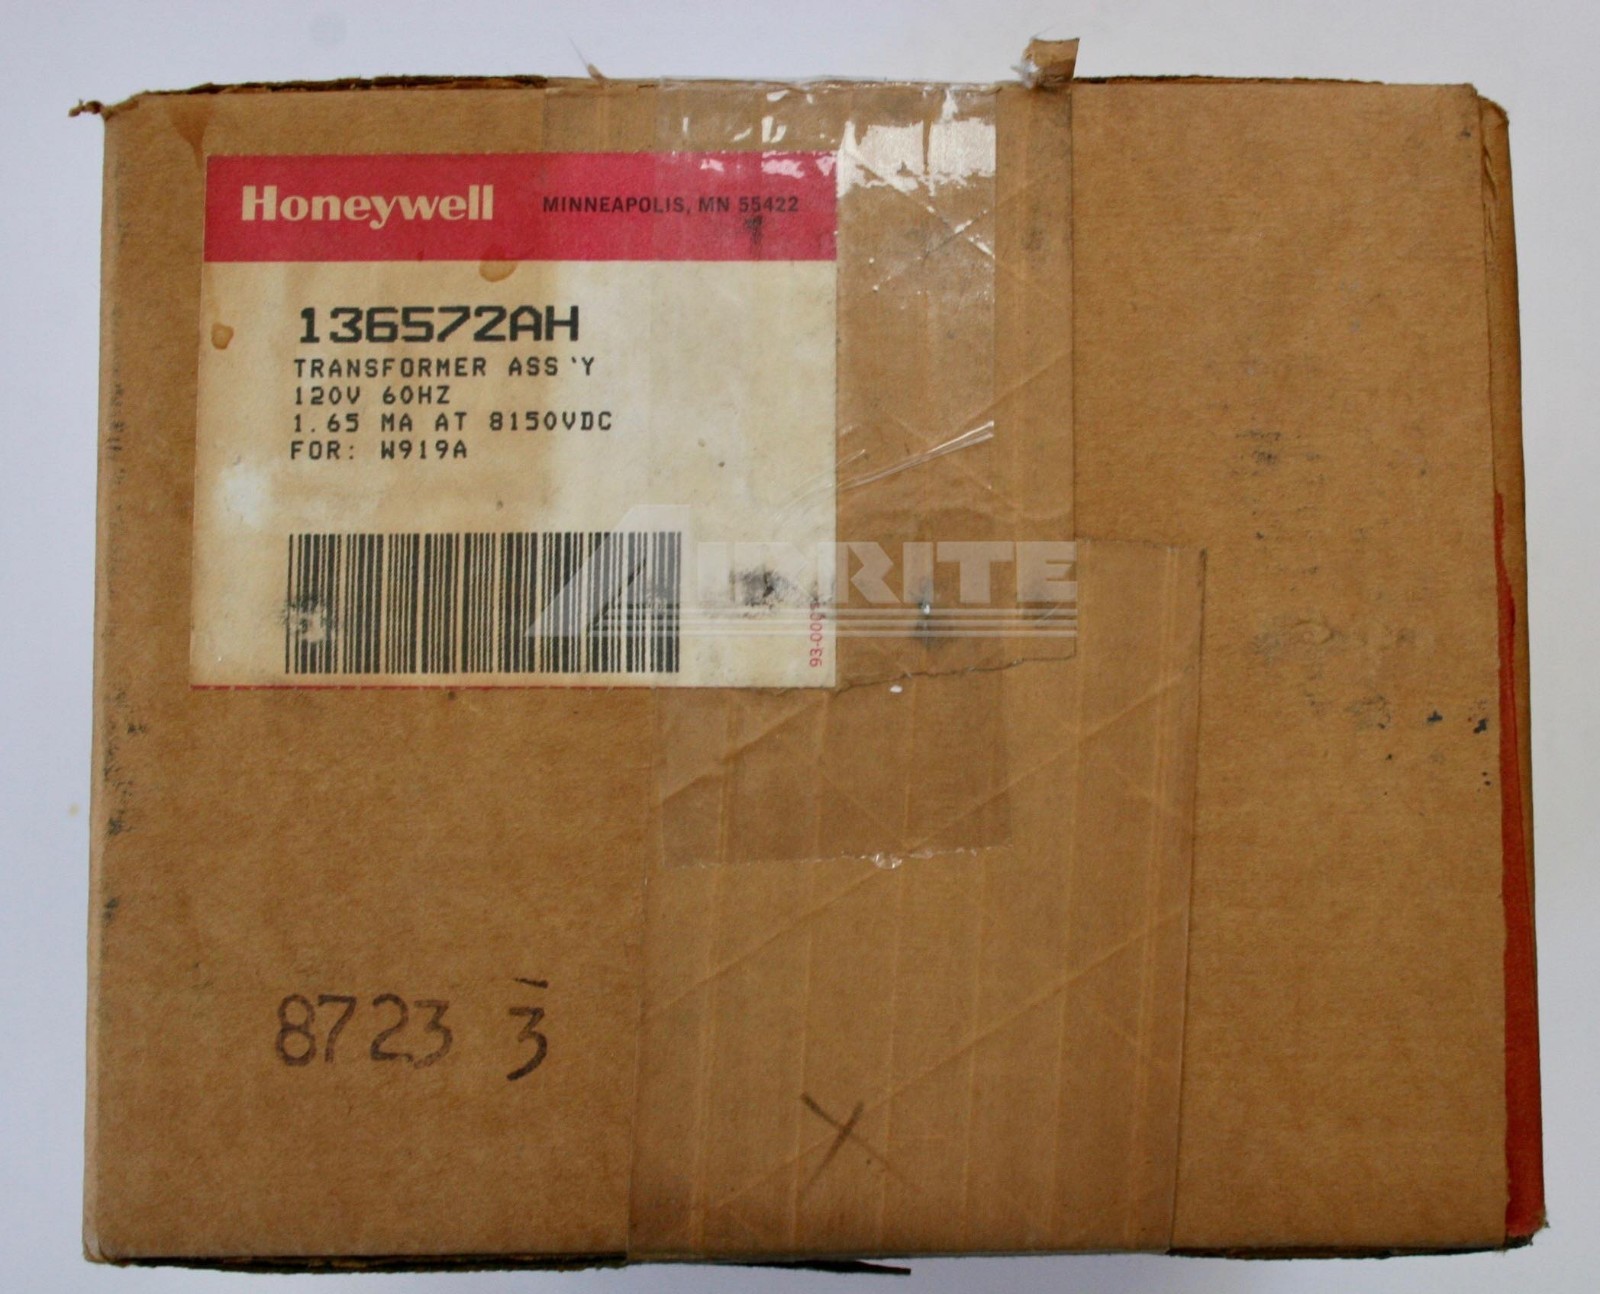 Honeywell MINNEAPOLIS, MN 55422
136572AH
TRANSFORMER ASS'Y
120V 60HZ
1.65 MA AT 8150VDC
FOR: W919A
AIRRITE
8723 3
X